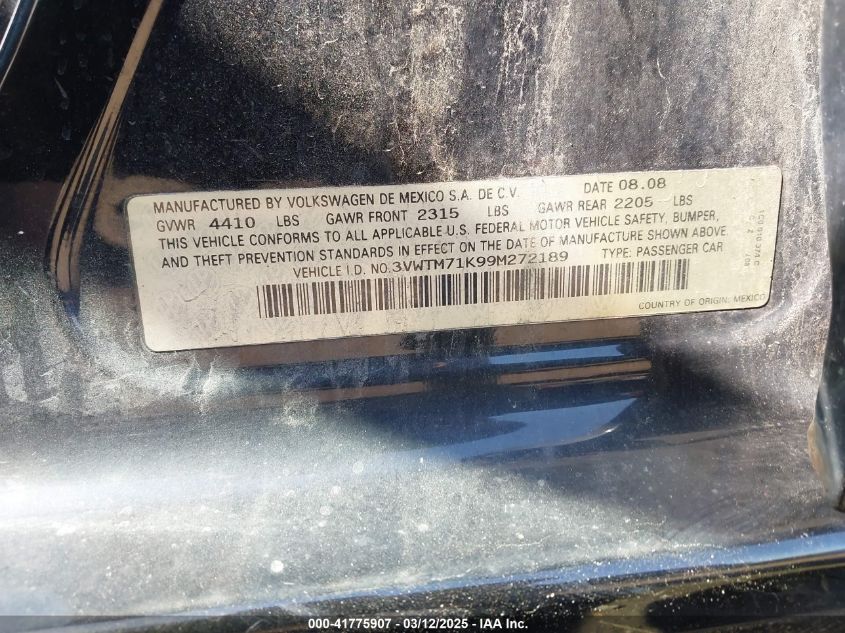 MANUFACTURED BY VOLKSWAGEN DE MEXICO S.A. DE C.V. DATE 08.08
GVWR 4410 LBS GAWR FRONT 2315 LBS GAWR REAR 2205 LBS
THIS VEHICLE CONFORMS TO ALL APPLICABLE U.S. FEDERAL MOTOR VEHICLE SAFETY, BUMPER,
AND THEFT PREVENTION STANDARDS IN EFFECT ON THE DATE OF MANUFACTURE SHOWN ABOVE
VEHICLE I.D. NO.3VWTM71K99M272189 TYPE: PASSENGER CAR
COUNTRY OF ORIGIN: MEXICO
000-41775907 - 03/12/2025 - IAA Inc.